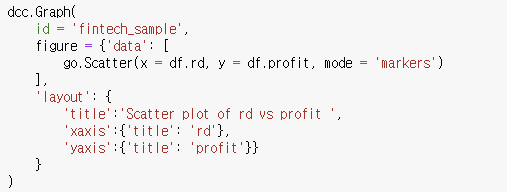 dcc.Graph(
    id = 'fintech_sample',
    figure = {'data': [
        go.Scatter(x = df.rd, y = df.profit, mode = 'markers')
    ],
    'layout': {
        'title':'Scatter plot of rd vs profit ',
        'xaxis':{'title': 'rd'},
        'yaxis':{'title': 'profit'}}
    }
)